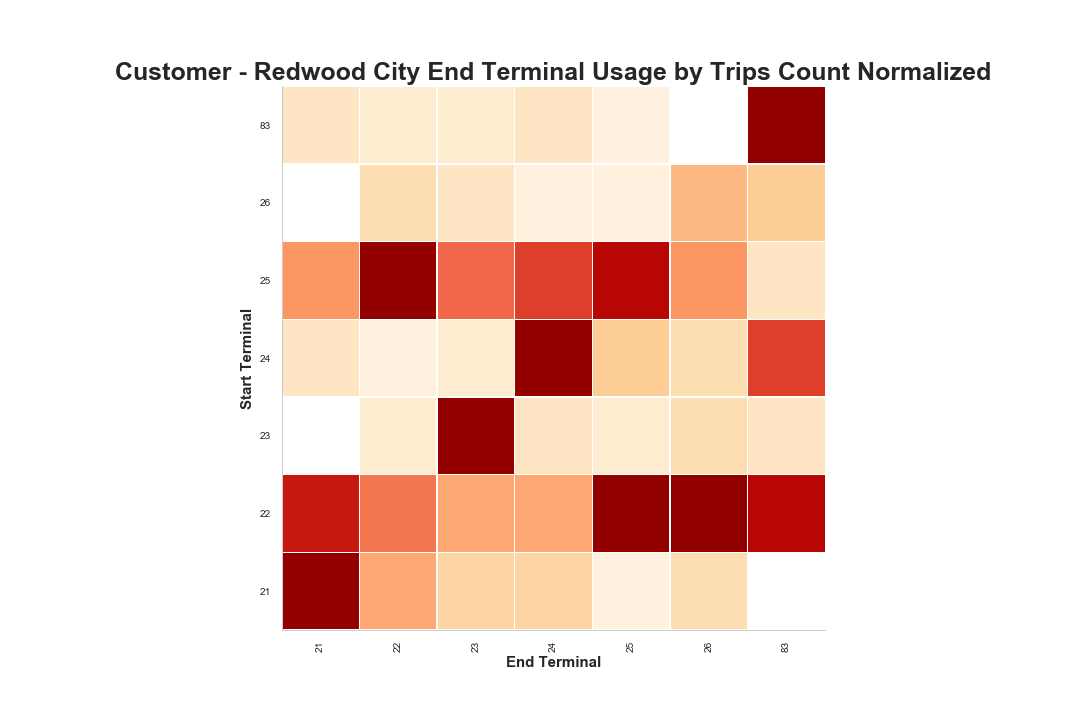 Customer - Redwood City End Terminal Usage by Trips Count Normalized
83
26
25
24
23
22
21
Start Terminal
21 22 23 24 25 26 83
End Terminal